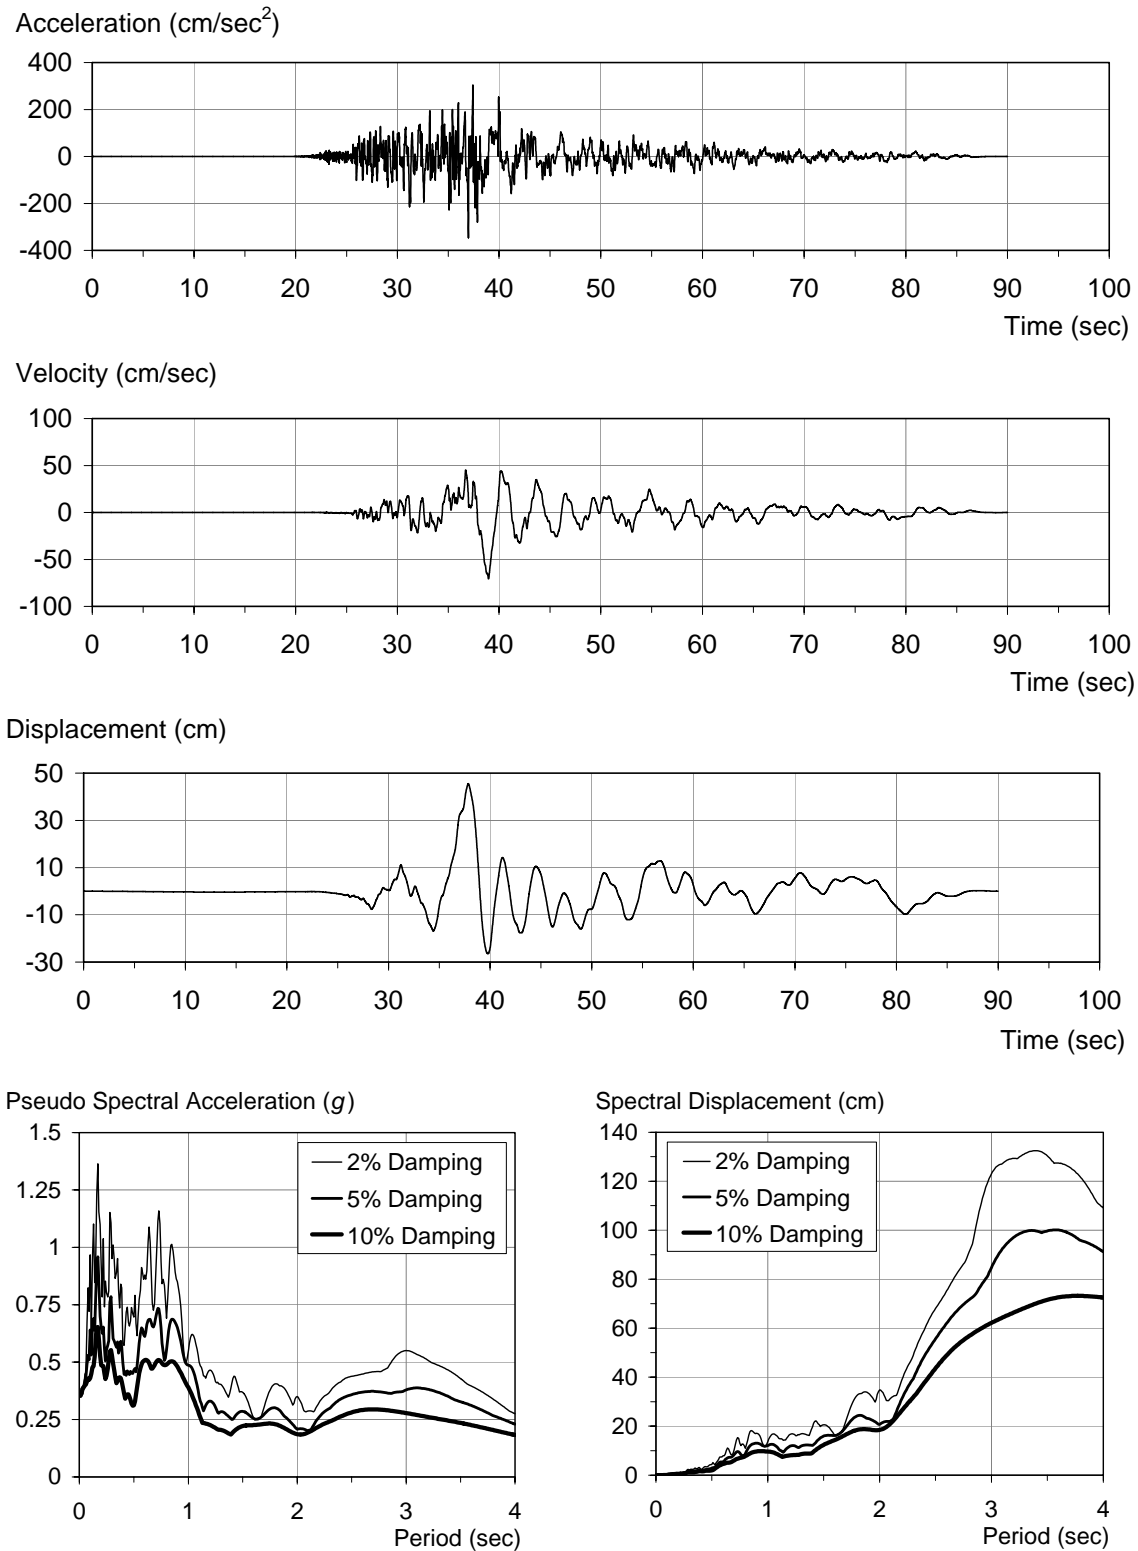 Acceleration (cm/sec²)
400
200
0
-200
-400
0 10 20 30 40 50 60 70 80 90 100
Time (sec)
Velocity (cm/sec)
100
50
0
-50
-100
0 10 20 30 40 50 60 70 80 90 100
Time (sec)
Displacement (cm)
50
30
10
-10
-30
0 10 20 30 40 50 60 70 80 90 100
Time (sec)
Pseudo Spectral Acceleration (g)
1.5
1.25
1
0.75
0.5
0.25
0
2% Damping
5% Damping
10% Damping
0 1 2 3 4
Period (sec)
Spectral Displacement (cm)
140
120
100
80
60
40
20
0
2% Damping
5% Damping
10% Damping
0 1 2 3 4
Period (sec)